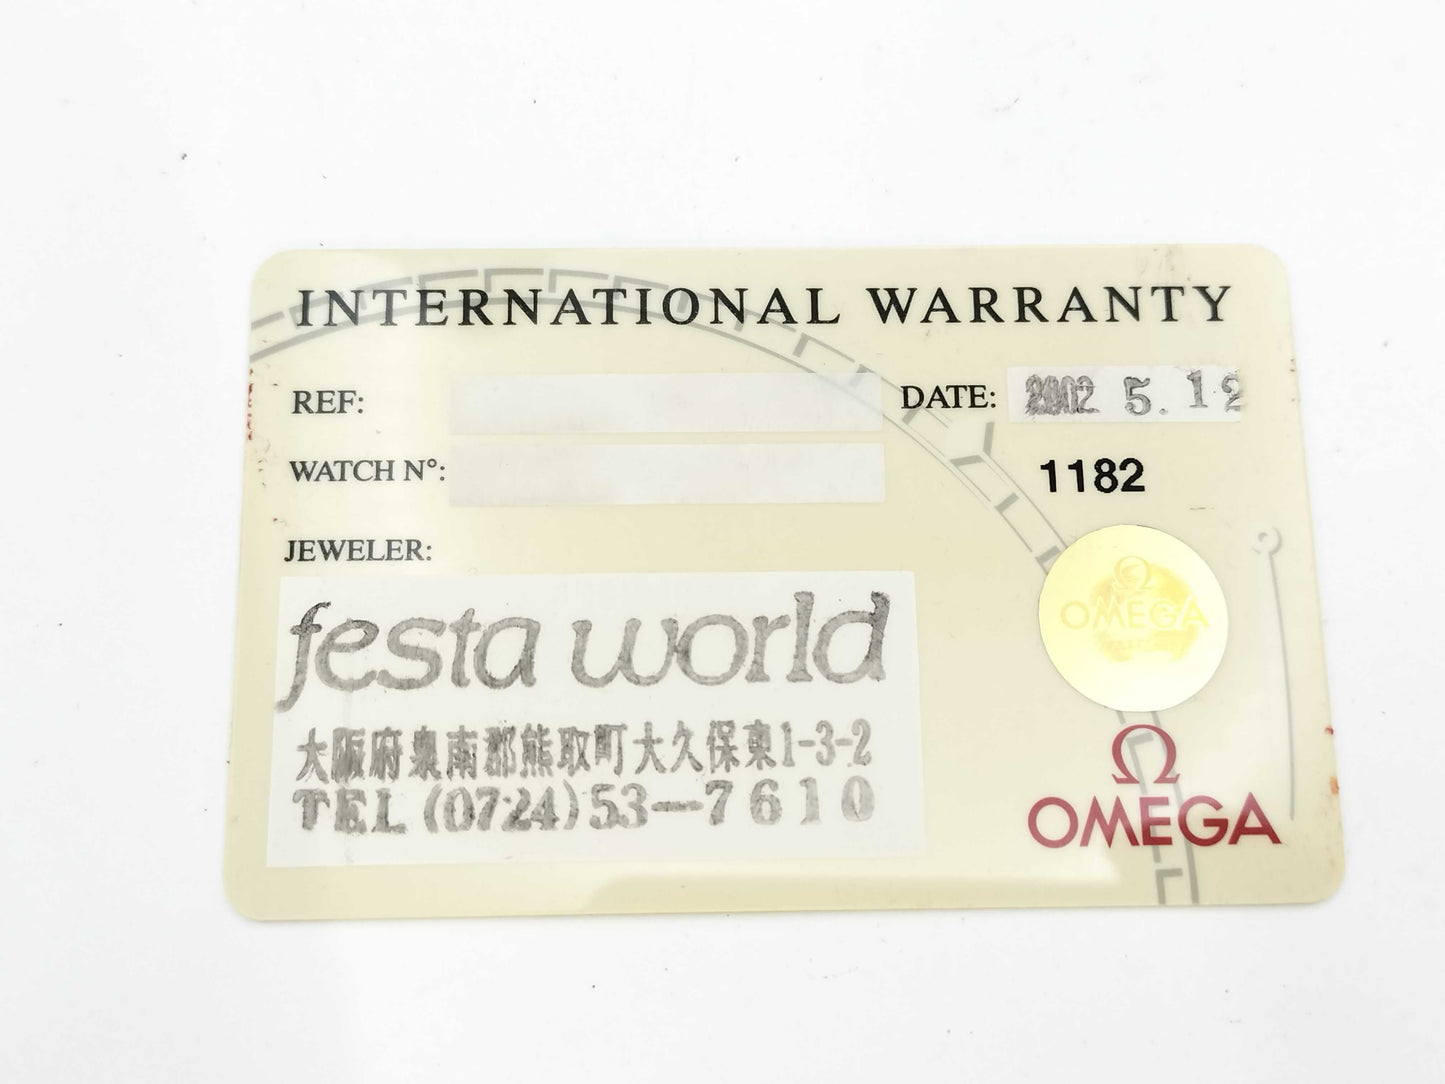 INTERNATIONAL WARRANTY
REF:
DATE: 2002 5.12
WATCH N°:
1182
JEWELER:
festa world
大阪府泉南郡熊取町大久保東1-3-2
TEL (0724) 53-7610
Ω
OMEGA
Ω
OMEGA